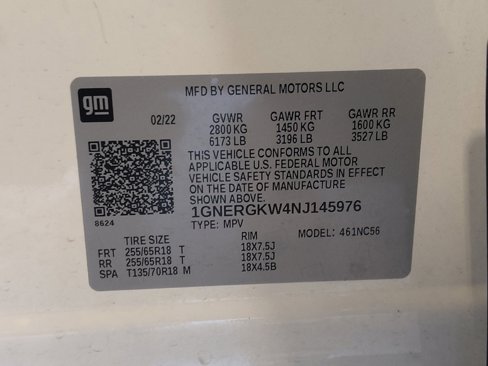 gm
MFD BY GENERAL MOTORS LLC
02/22 GVWR GAWR FRT GAWR RR
2800 KG 1450 KG 1600 KG
6173 LB 3196 LB 3527 LB
THIS VEHICLE CONFORMS TO ALL
APPLICABLE U.S. FEDERAL MOTOR
VEHICLE SAFETY STANDARDS IN EFFECT
ON THE DATE OF MANUFACTURE
SHOWN ABOVE.
8624
1GNERGKW4NJ145976
TYPE: MPV MODEL: 461NC56
TIRE SIZE RIM
FRT 255/65R18 T 18X7.5J
RR 255/65R18 T 18X7.5J
SPA T135/70R18 M 18X4.5B